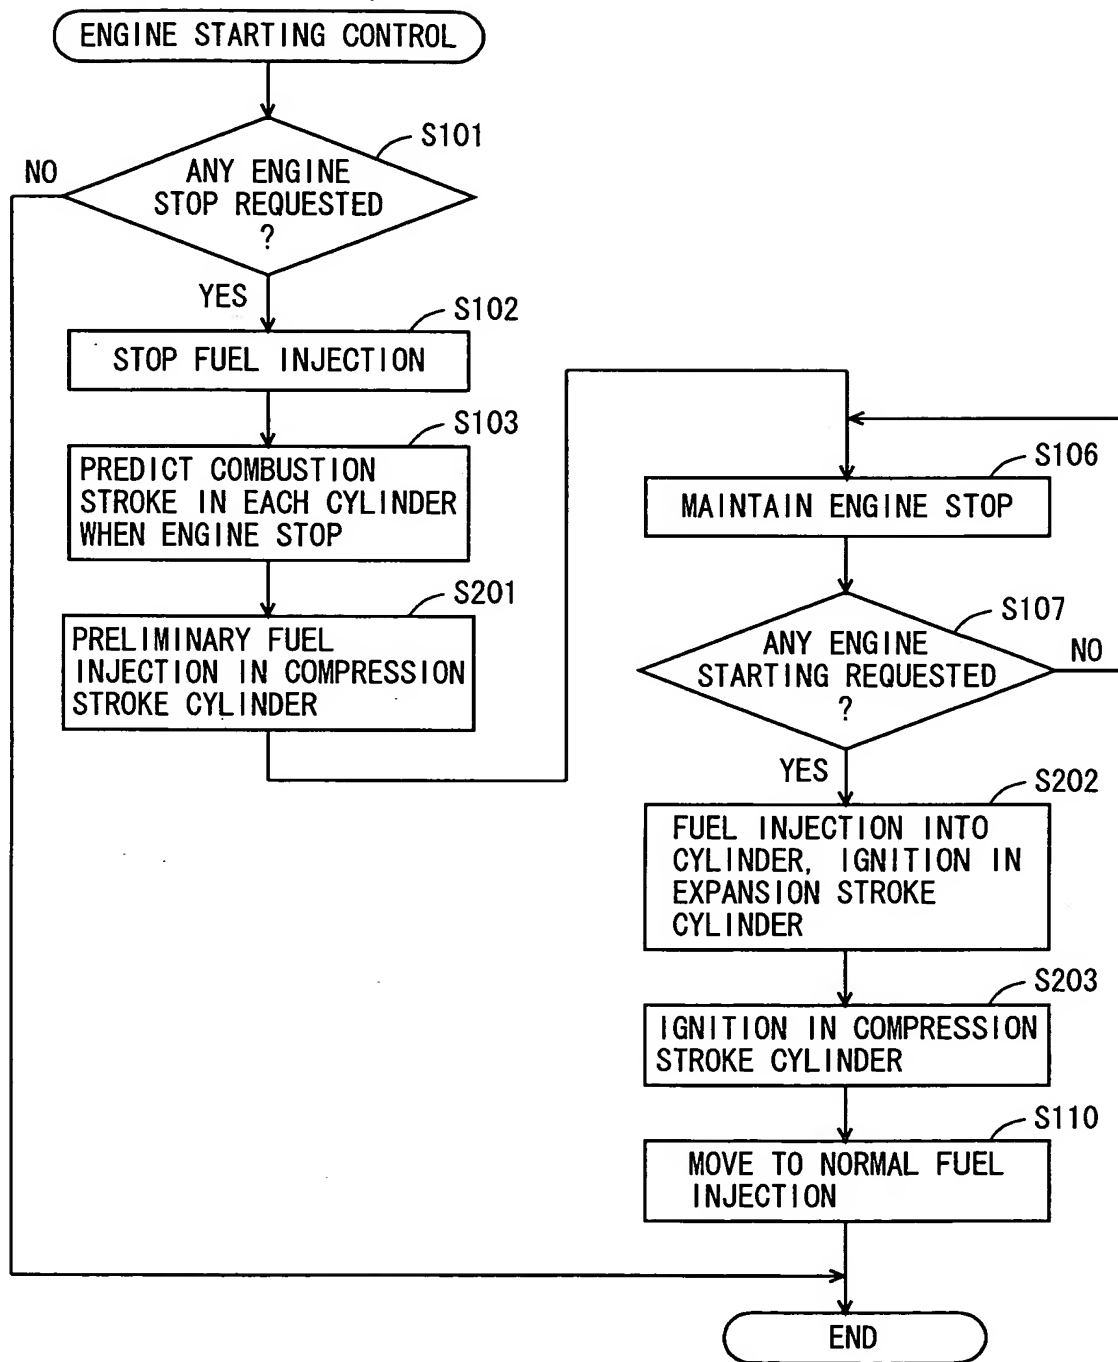 ENGINE STARTING CONTROL
S101
NO
ANY ENGINE
STOP REQUESTED
?
YES
S102
STOP FUEL INJECTION
S103
PREDICT COMBUSTION
STROKE IN EACH CYLINDER
WHEN ENGINE STOP
S201
PRELIMINARY FUEL
INJECTION IN COMPRESSION
STROKE CYLINDER
S106
MAINTAIN ENGINE STOP
S107
ANY ENGINE
STARTING REQUESTED
?
NO
YES
S202
FUEL INJECTION INTO
CYLINDER, IGNITION IN
EXPANSION STROKE
CYLINDER
S203
IGNITION IN COMPRESSION
STROKE CYLINDER
S110
MOVE TO NORMAL FUEL
INJECTION
END